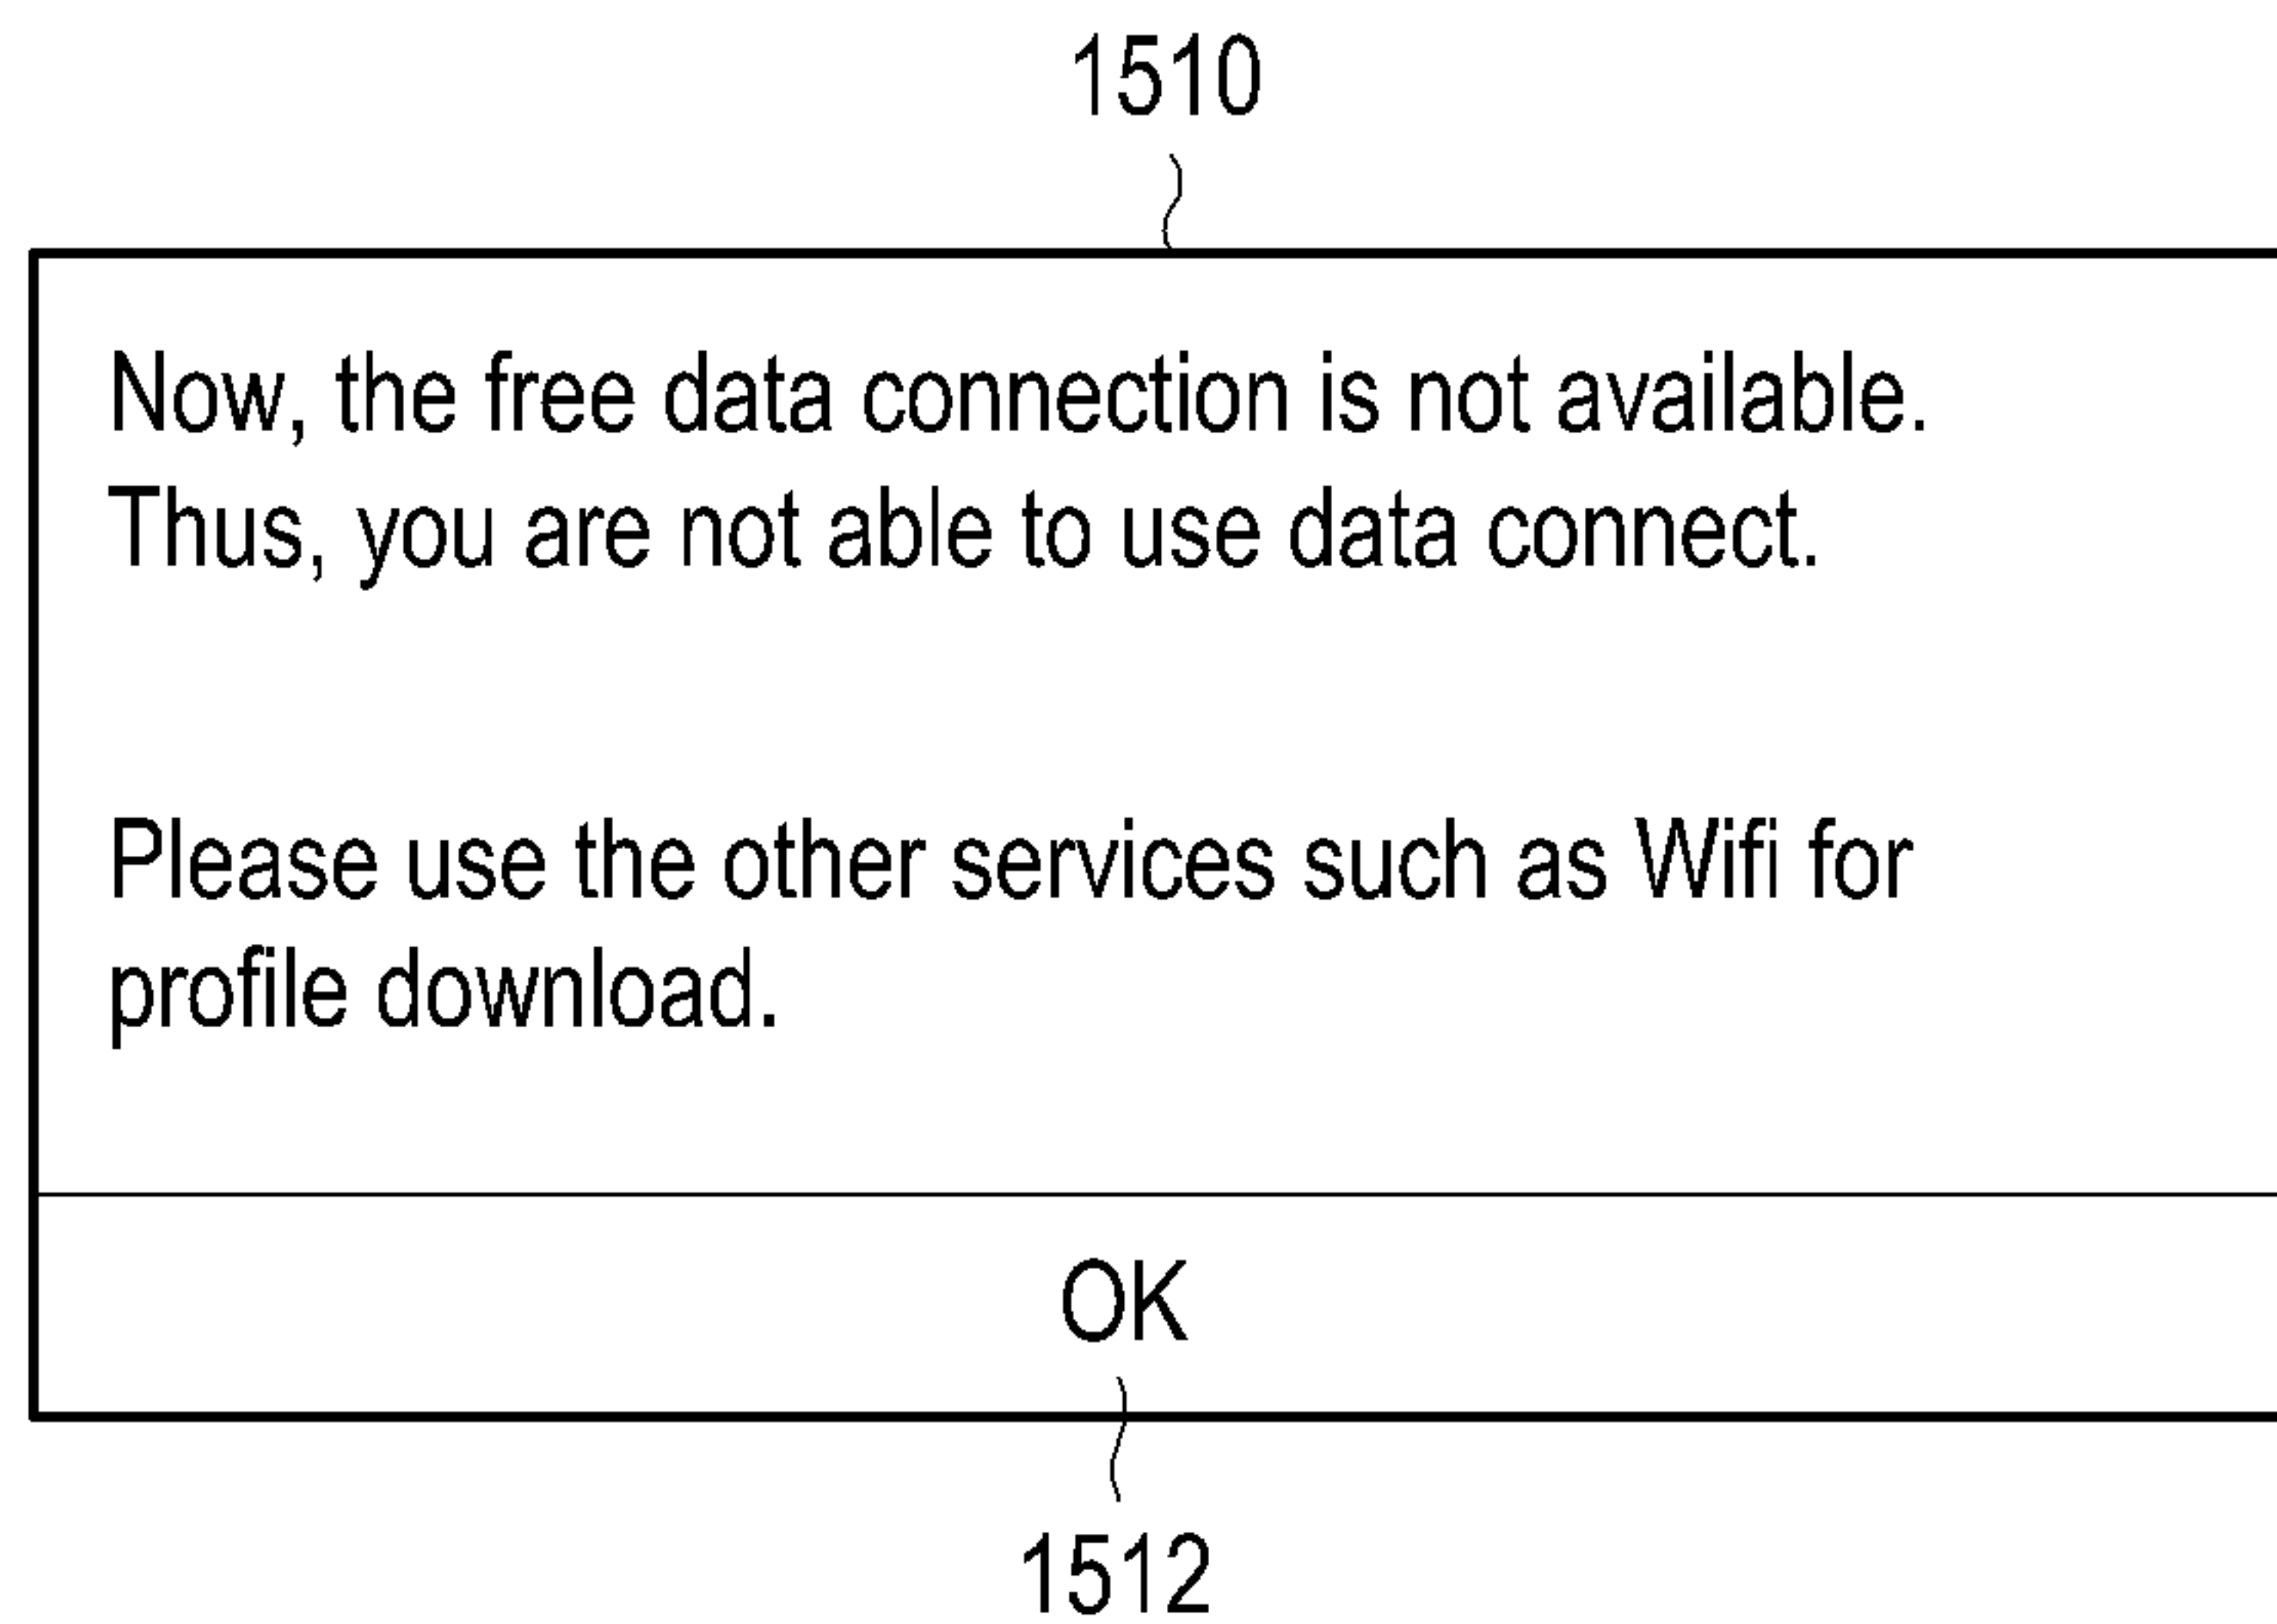 1510
Now, the free data connection is not available.
Thus, you are not able to use data connect.
Please use the other services such as Wifi for
profile download.
OK
1512